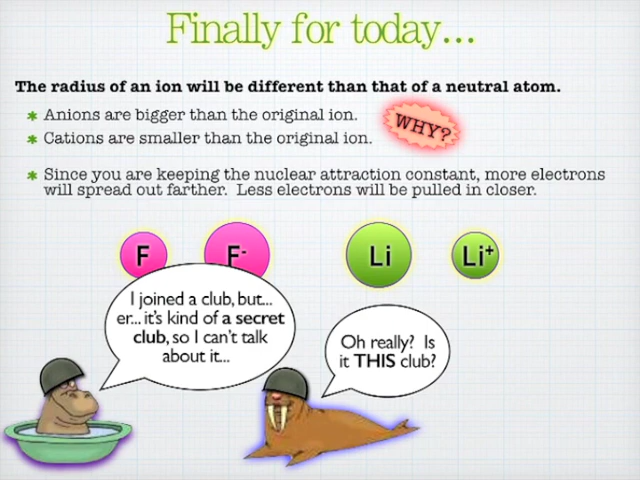 Finally for today...
The radius of an ion will be different than that of a neutral atom.
Anions are bigger than the original ion.
Cations are smaller than the original ion.
WHY?
Since you are keeping the nuclear attraction constant, more electrons
will spread out farther. Less electrons will be pulled in closer.
F
F-
Li
Li+
I joined a club, but...
er... it's kind of a secret
club, so I can't talk
about it...
Oh really? Is
it THIS club?